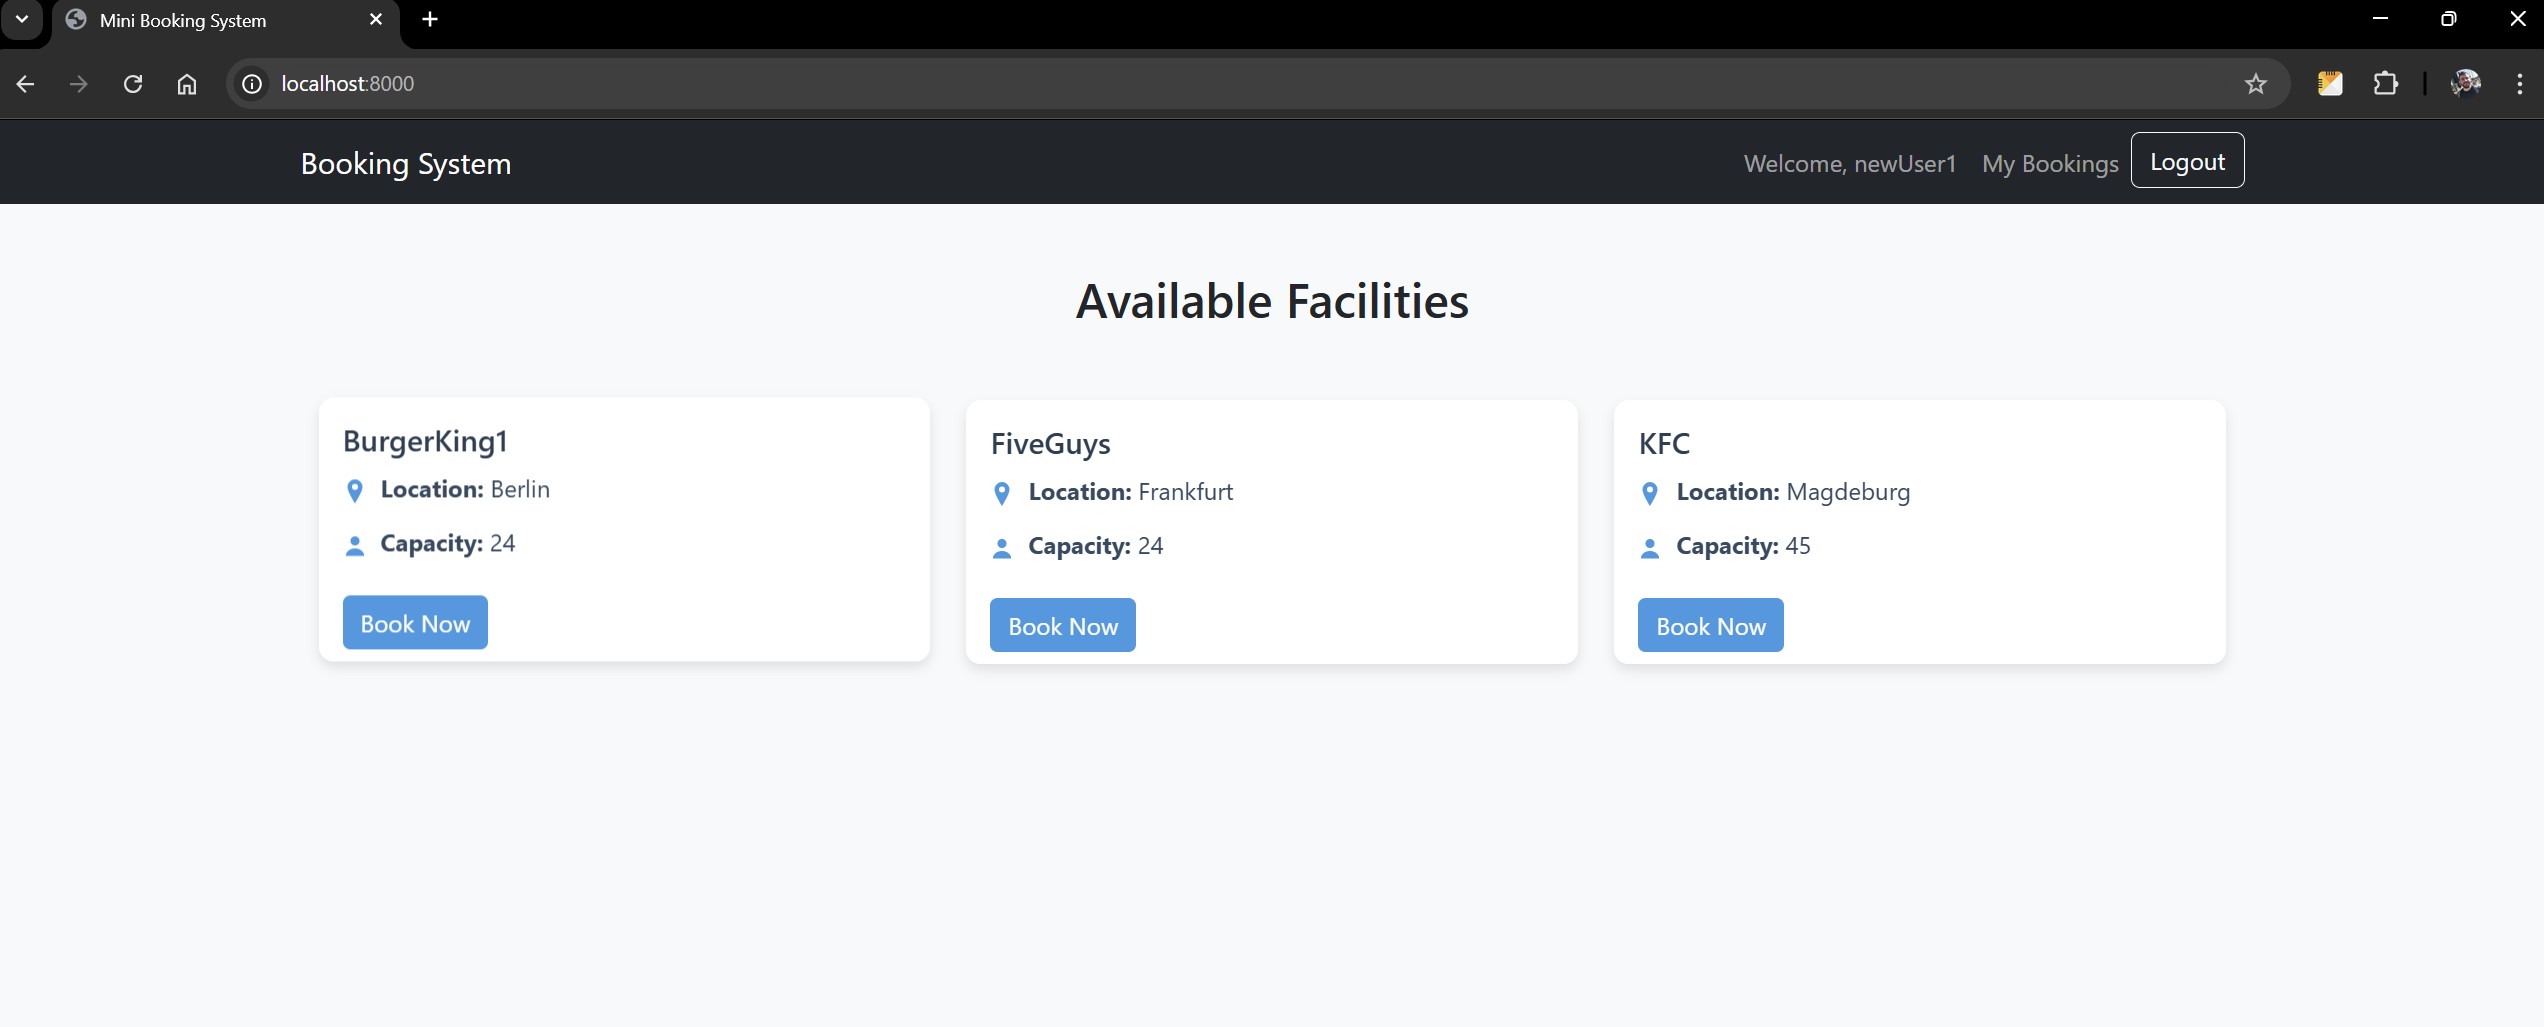 Mini Booking System
localhost:8000
Booking System
Welcome, newUser1 My Bookings Logout
Available Facilities
BurgerKing1
Location: Berlin
Capacity: 24
Book Now
FiveGuys
Location: Frankfurt
Capacity: 24
Book Now
KFC
Location: Magdeburg
Capacity: 45
Book Now